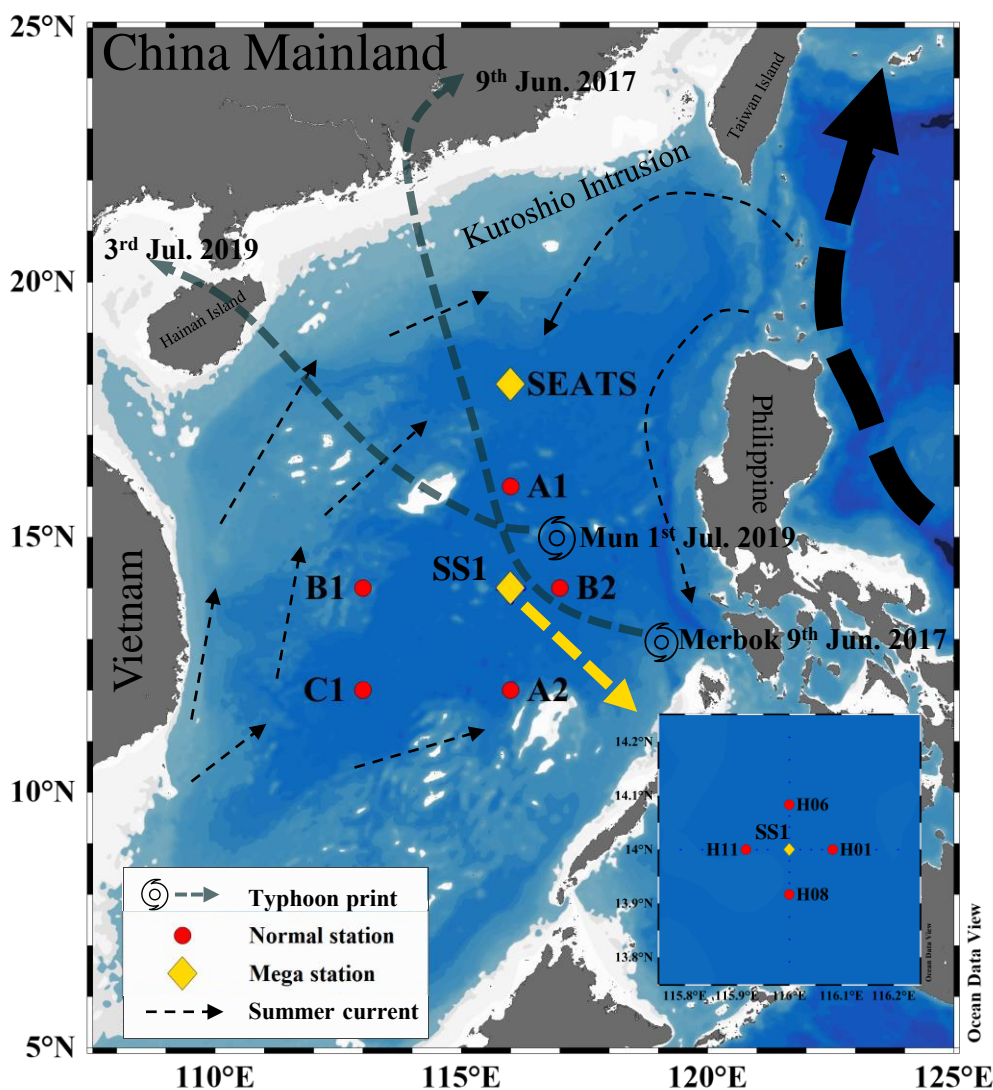 25°N
China Mainland
9th Jun. 2017
Taiwan Island
Kuroshio Intrusion
3rd Jul. 2019
20°N
Hainan Island
SEATS
Philippine
A1
15°N
Mun 1st Jul. 2019
SS1
B1
B2
Vietnam
Merbok 9th Jun. 2017
C1
A2
10°N
14.2°N
14.1°N
H06
SS1
14°N
H11
H01
13.9°N
H08
13.8°N
Ocean Data View
115.8°E
115.9°E
116°E
116.1°E
116.2°E
Typhoon print
Normal station
Mega station
Summer current
Ocean Data View
5°N
110°E
115°E
120°E
125°E